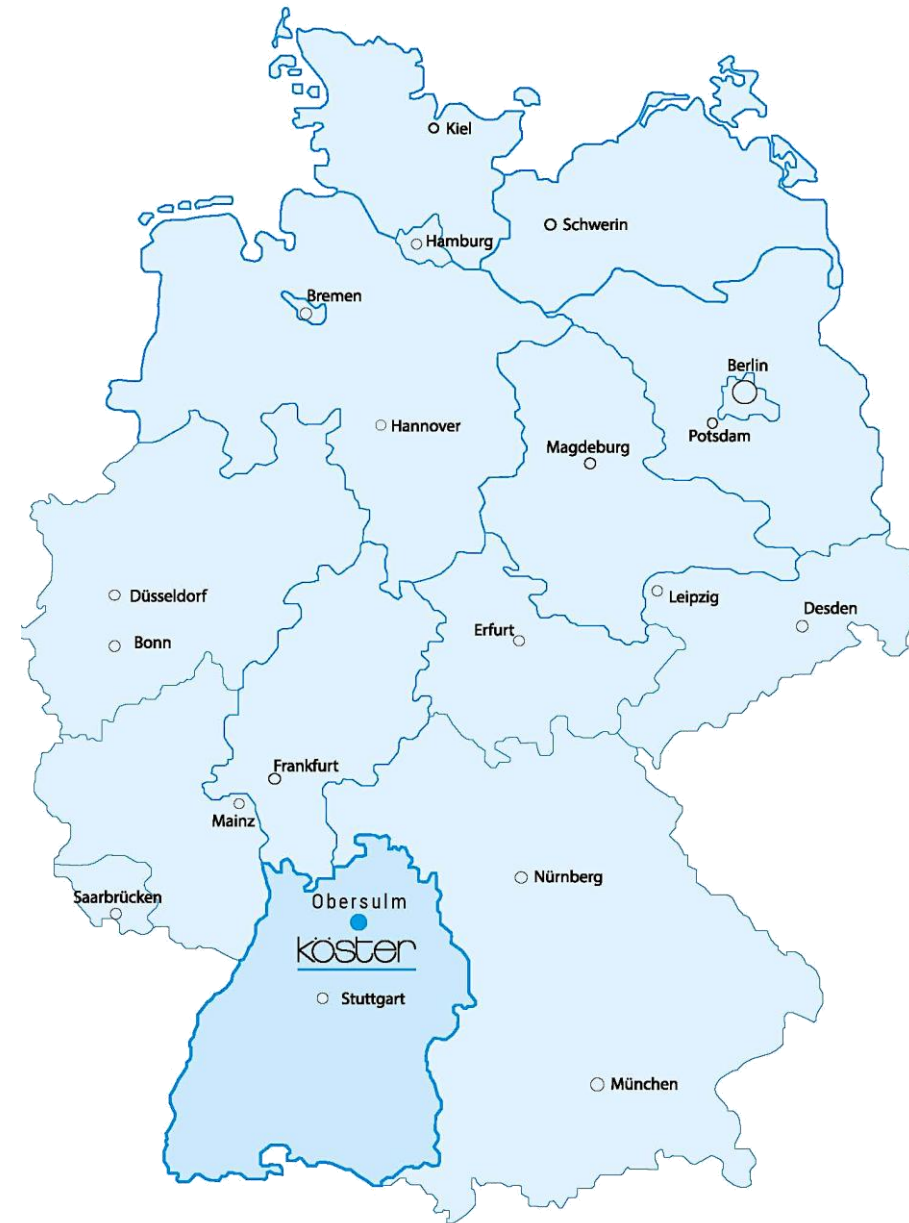 Kiel
Schwerin
Hamburg
Bremen
Berlin
Hannover
Potsdam
Magdeburg
Düsseldorf
Leipzig
Desden
Erfurt
Bonn
Frankfurt
Mainz
Nürnberg
Saarbrücken
Obersulm
köster
Stuttgart
München